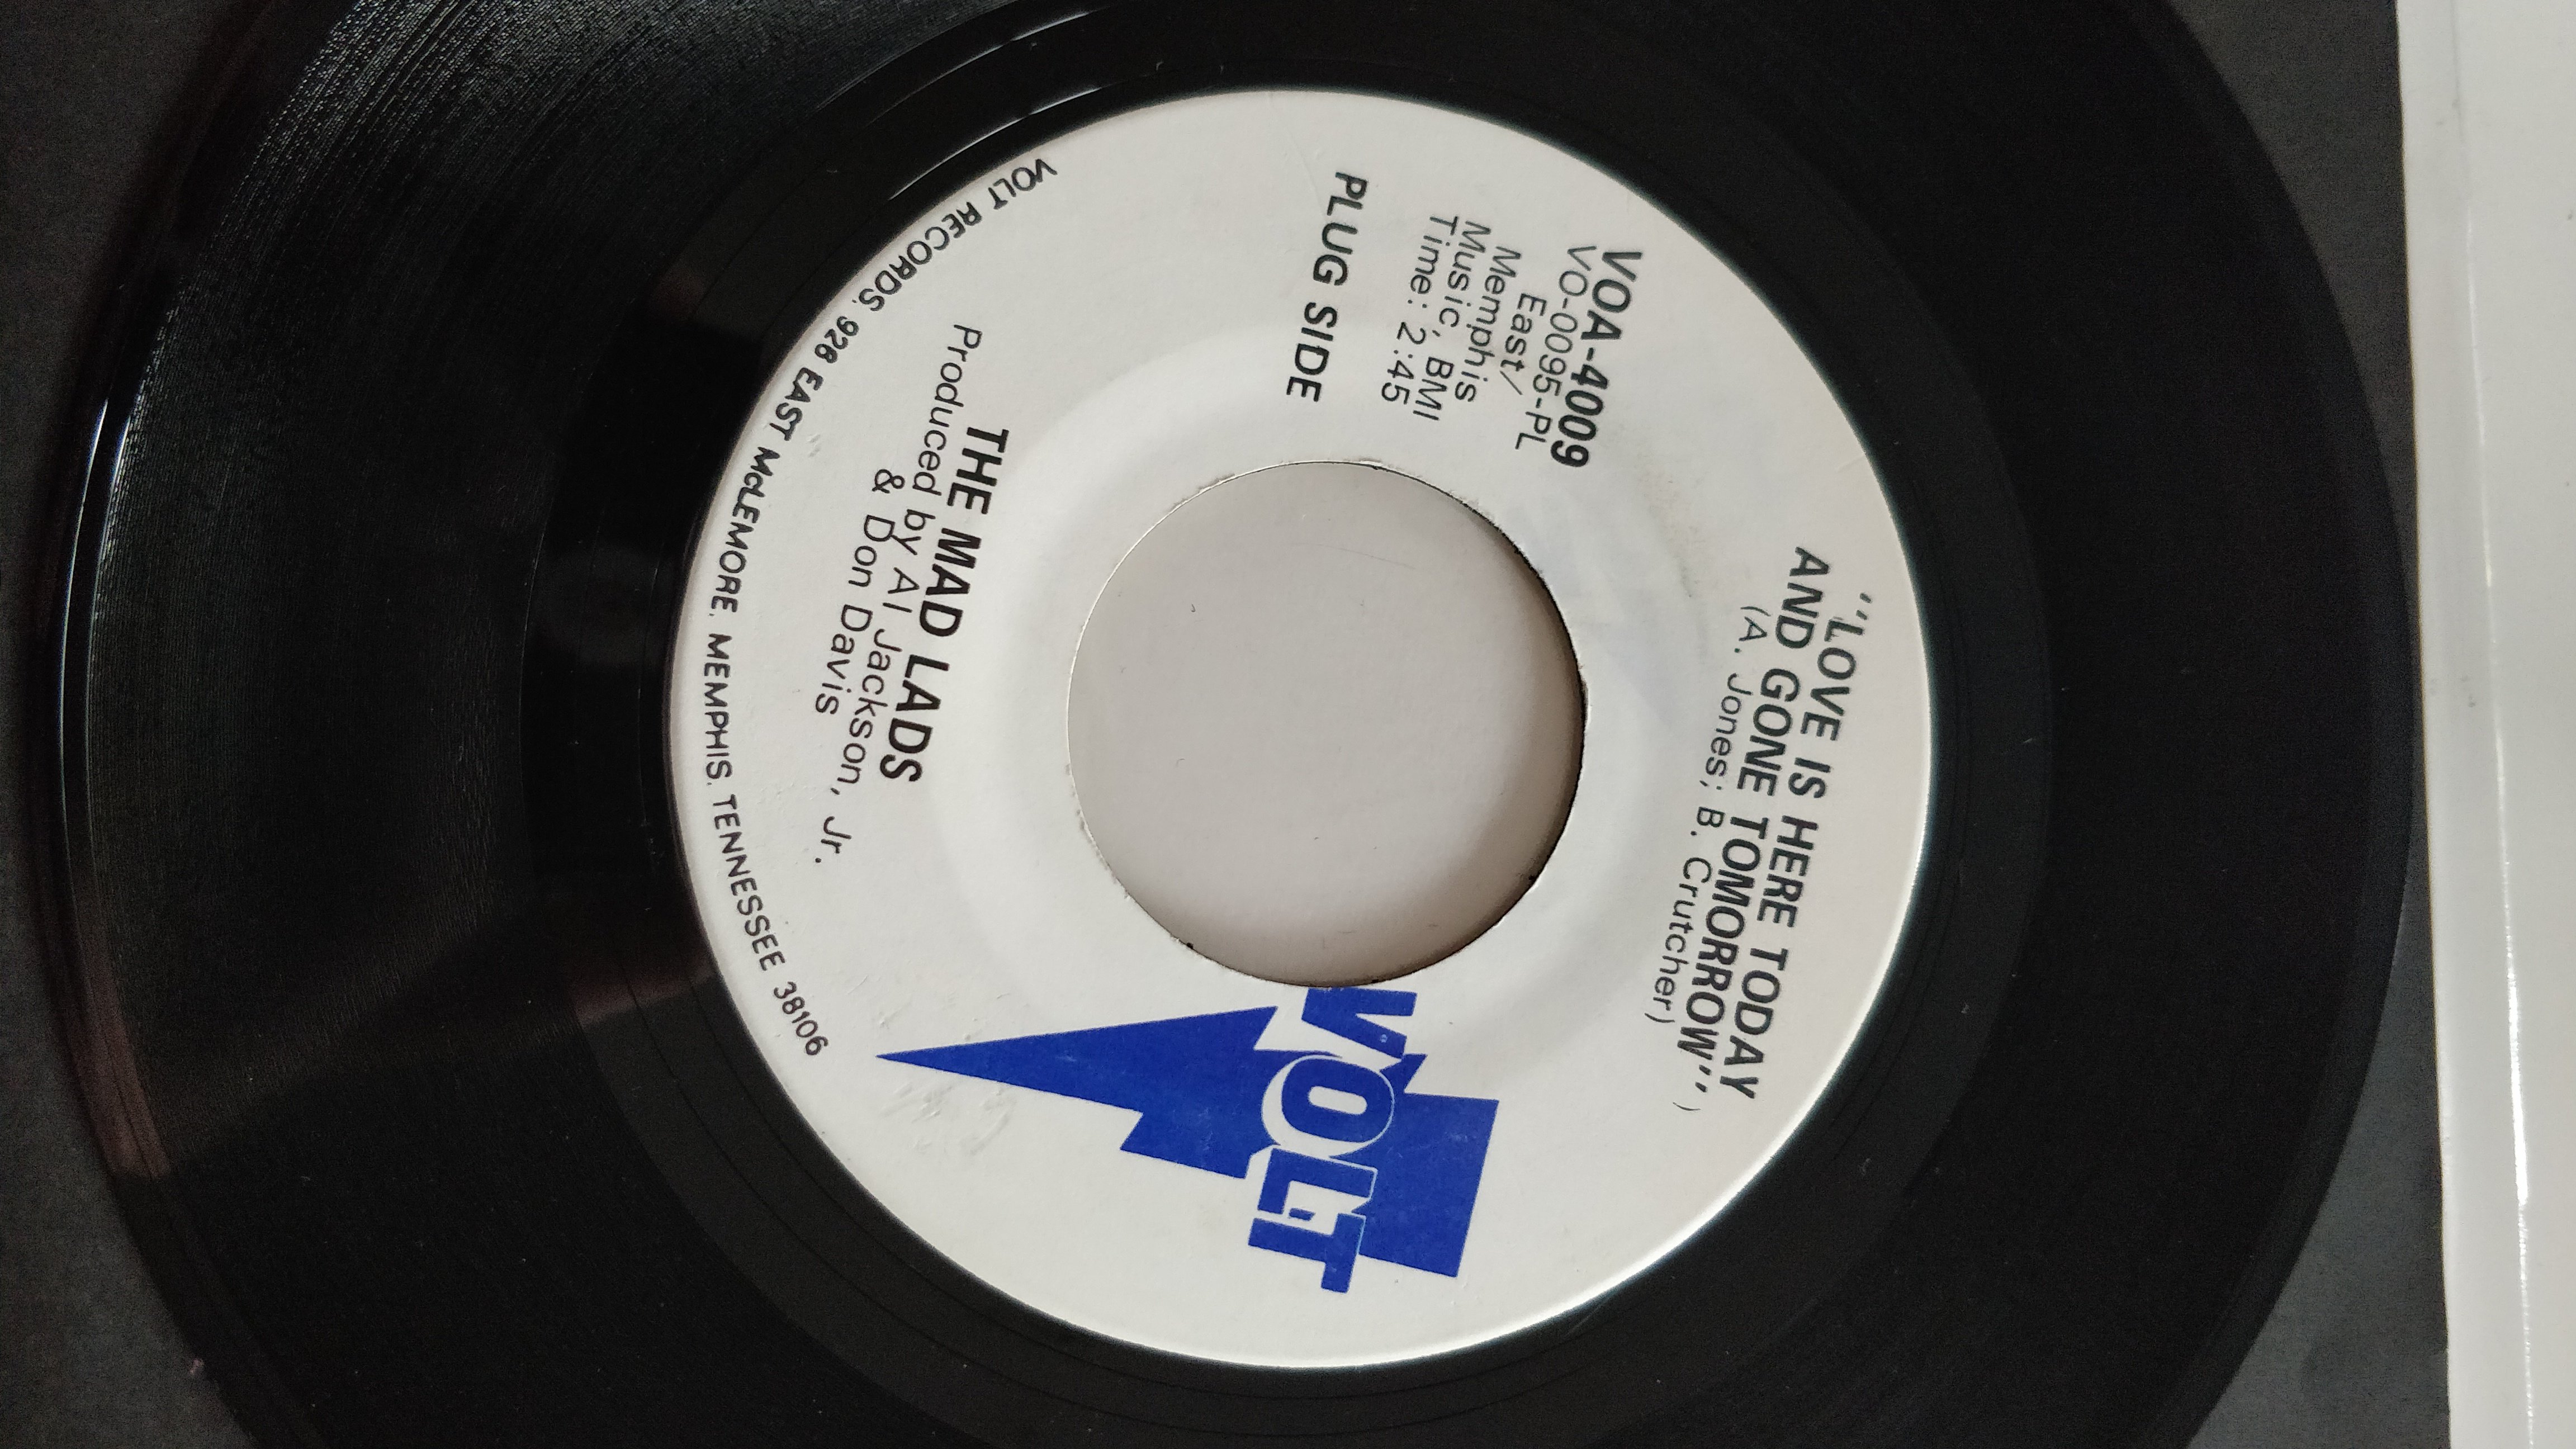 "LOVE IS HERE TODAY
AND GONE TOMORROW"
(A. Jones; B. Crutcher)
VOA-4009
VO-0095-PL
East/
Memphis
Music, BMI
Time: 2:45
PLUG SIDE
VOLT
THE MAD LADS
Produced by Al Jackson, Jr.
& Don Davis
VOLT RECORDS, 926 EAST McLEMORE, MEMPHIS, TENNESSEE 38106